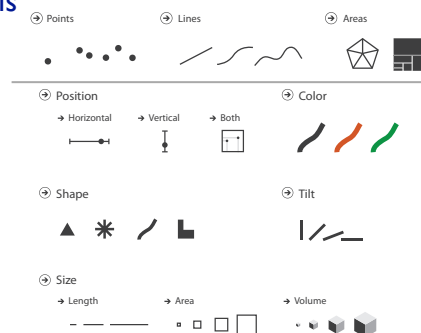 ➔ Points ➔ Lines ➔ Areas
➔ Position ➔ Color
➔ Horizontal ➔ Vertical ➔ Both
➔ Shape ➔ Tilt
➔ Size
➔ Length ➔ Area ➔ Volume